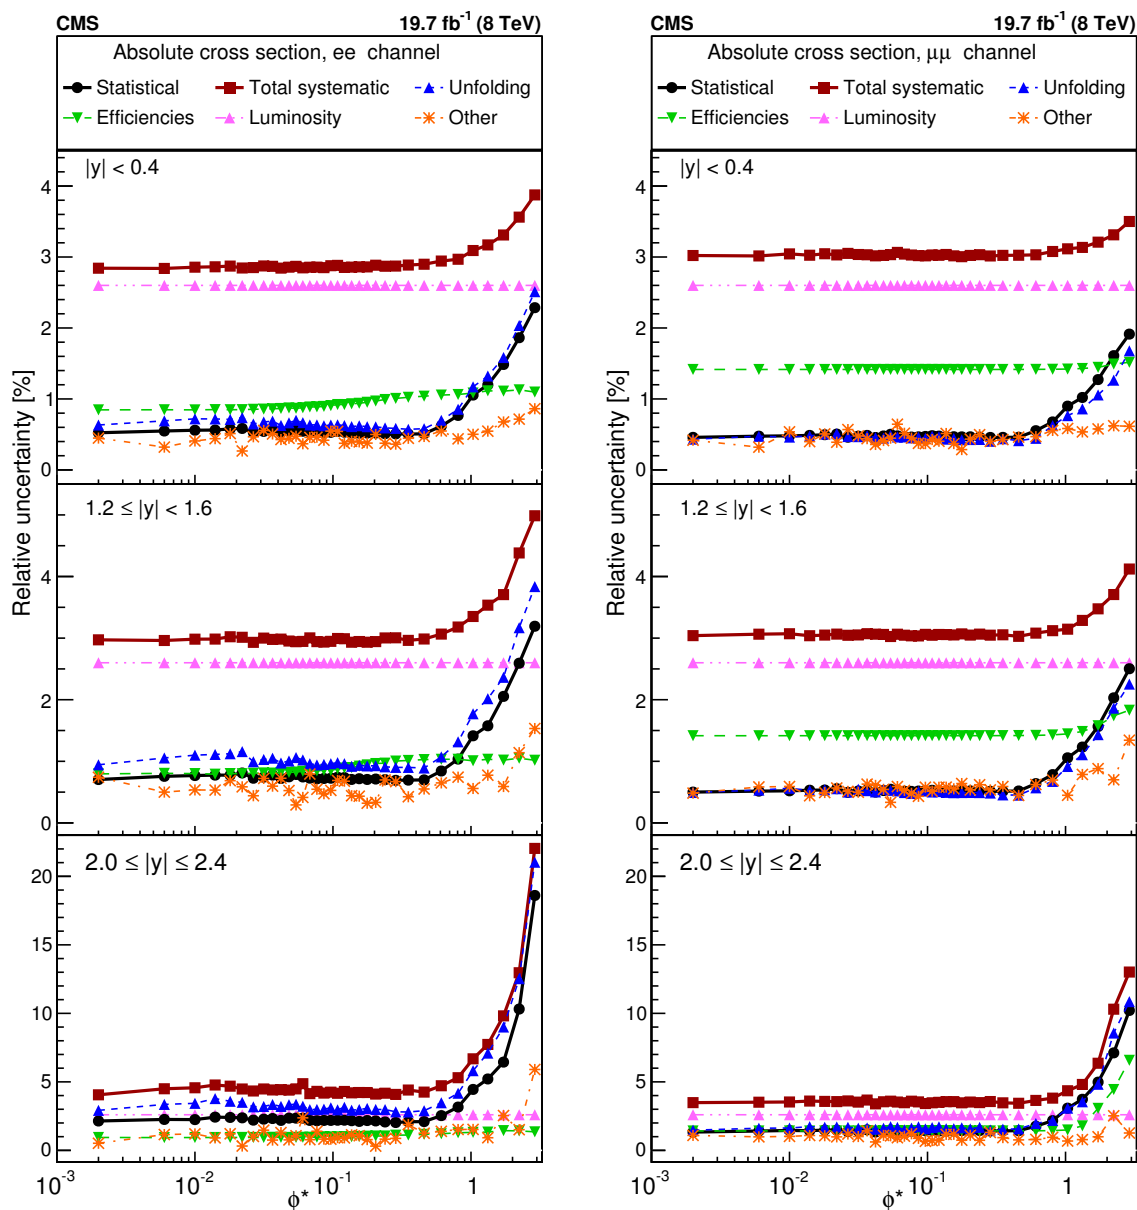 CMS 19.7 fb⁻¹ (8 TeV)
Absolute cross section, ee channel
Statistical Total systematic Unfolding
Efficiencies Luminosity Other
|y| < 0.4
4
3
2
1
0
1.2 ≤ |y| < 1.6
4
2
0
2.0 ≤ |y| ≤ 2.4
20
15
10
5
0
Relative uncertainty [%]
10⁻³ 10⁻² 10⁻¹ 1
ϕ*
CMS 19.7 fb⁻¹ (8 TeV)
Absolute cross section, μμ channel
Statistical Total systematic Unfolding
Efficiencies Luminosity Other
|y| < 0.4
4
3
2
1
0
1.2 ≤ |y| < 1.6
4
2
0
2.0 ≤ |y| ≤ 2.4
20
15
10
5
0
Relative uncertainty [%]
10⁻³ 10⁻² 10⁻¹ 1
ϕ*